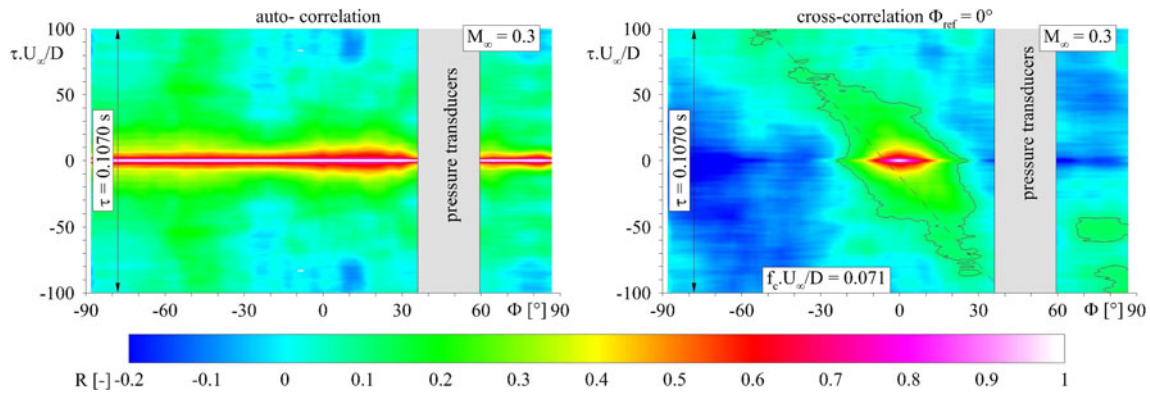 auto- correlation
τ.U∞/D
M∞ = 0.3
100
50
0
-50
-100
τ = 0.1070 s
pressure transducers
-90 -60 -30 0 30 60 Φ [°] 90
cross-correlation Φref = 0°
τ.U∞/D
M∞ = 0.3
100
50
0
-50
-100
τ = 0.1070 s
pressure transducers
fc.U∞/D = 0.071
-90 -60 -30 0 30 60 Φ [°] 90
R [-] -0.2 -0.1 0 0.1 0.2 0.3 0.4 0.5 0.6 0.7 0.8 0.9 1